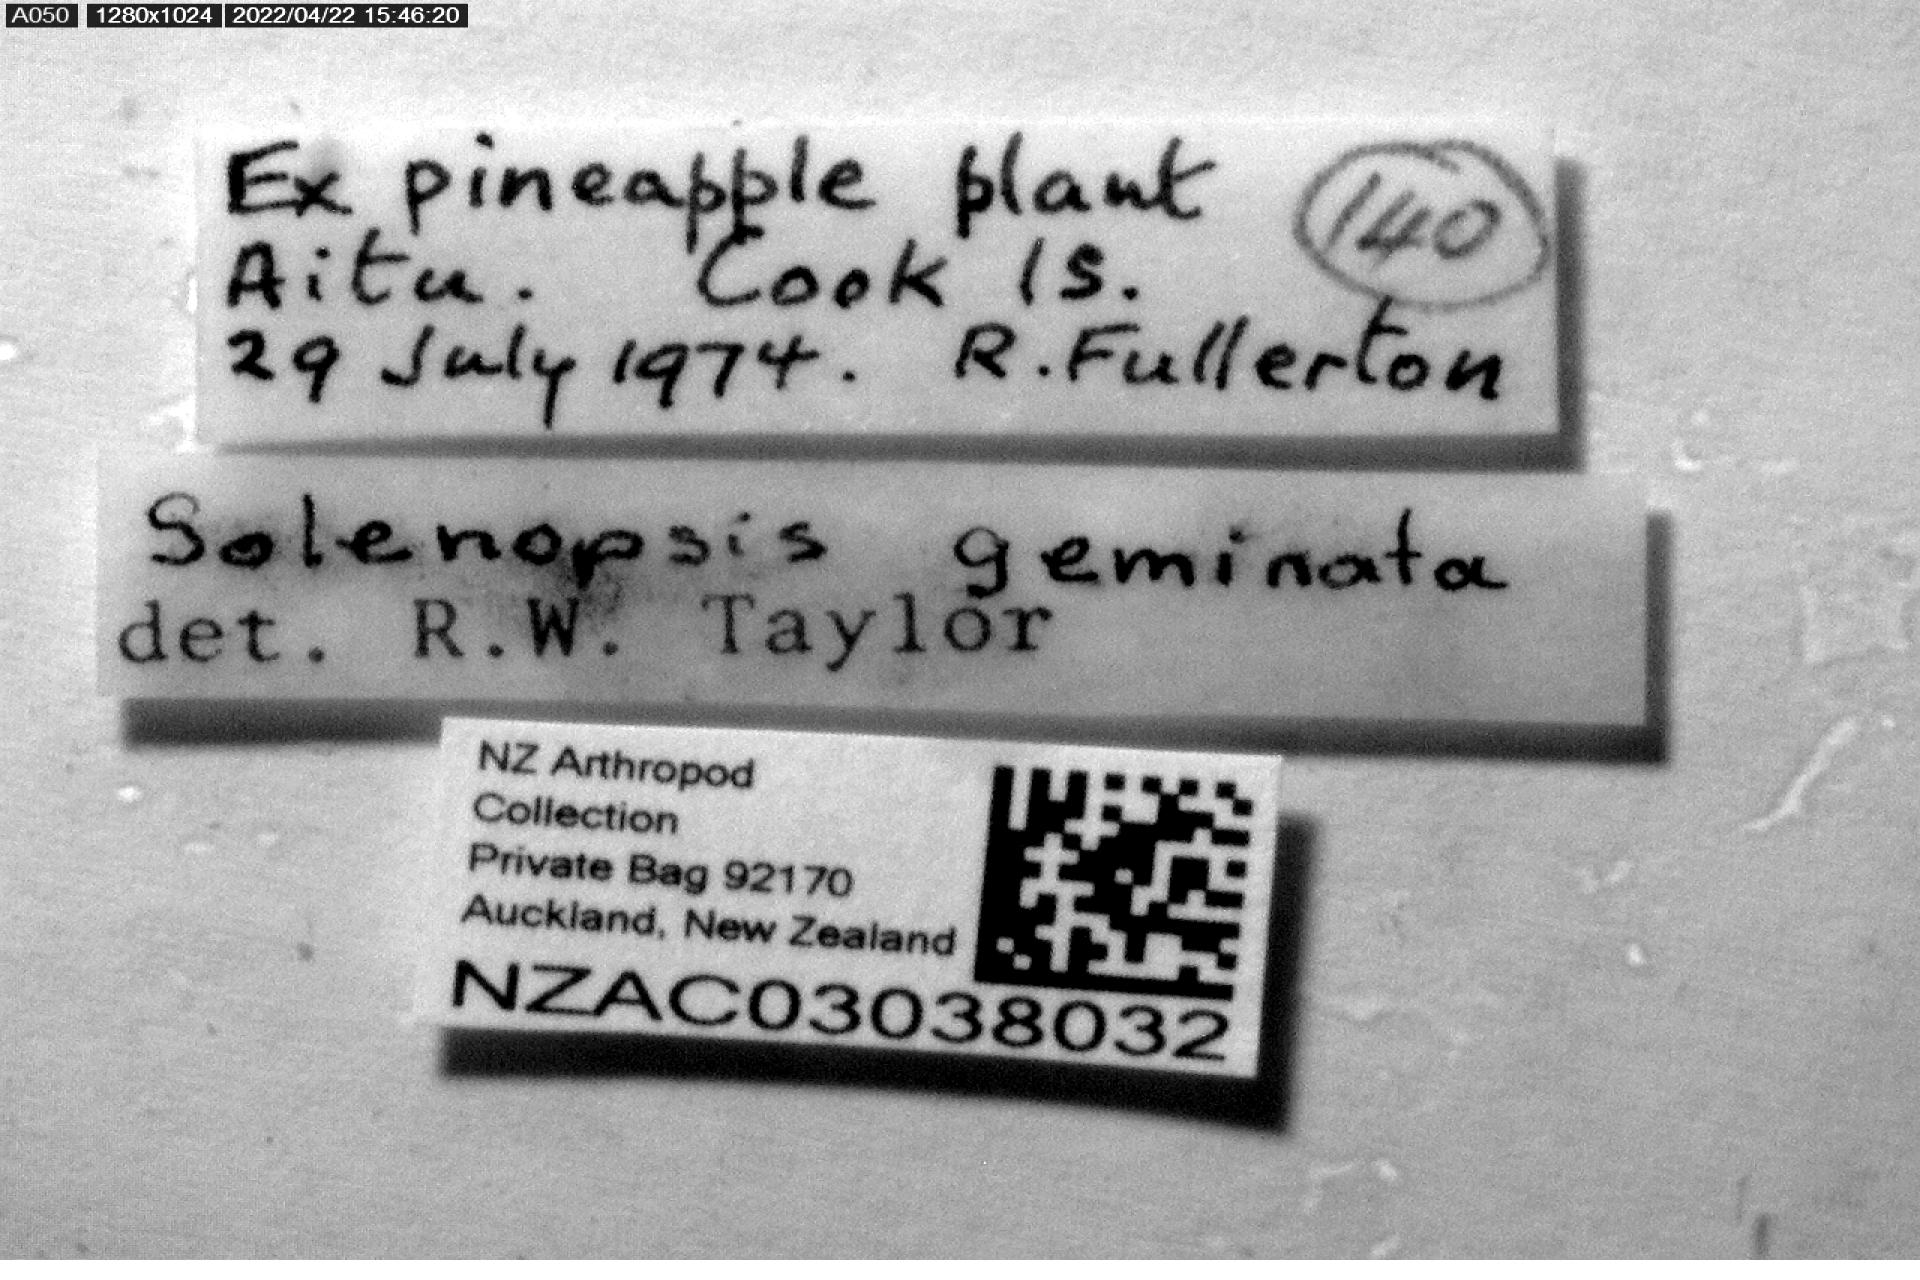 A050 1280x1024 2022/04/22 15:46:20
Ex pineapple plant 140
Aitu. Cook Is.
29 July 1974. R. Fullerton
Solenopsis geminata
det. R.W. Taylor
NZ Arthropod
Collection
Private Bag 92170
Auckland, New Zealand
NZAC03038032